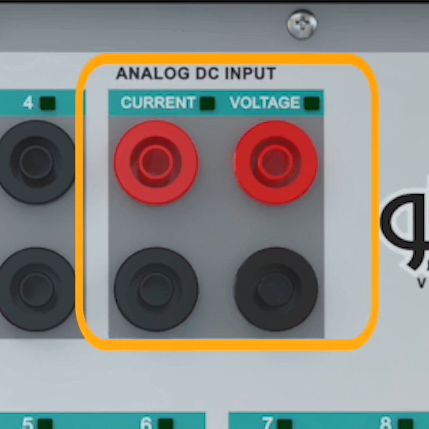 ANALOG DC INPUT
4 CURRENT VOLTAGE
5 6 7 8